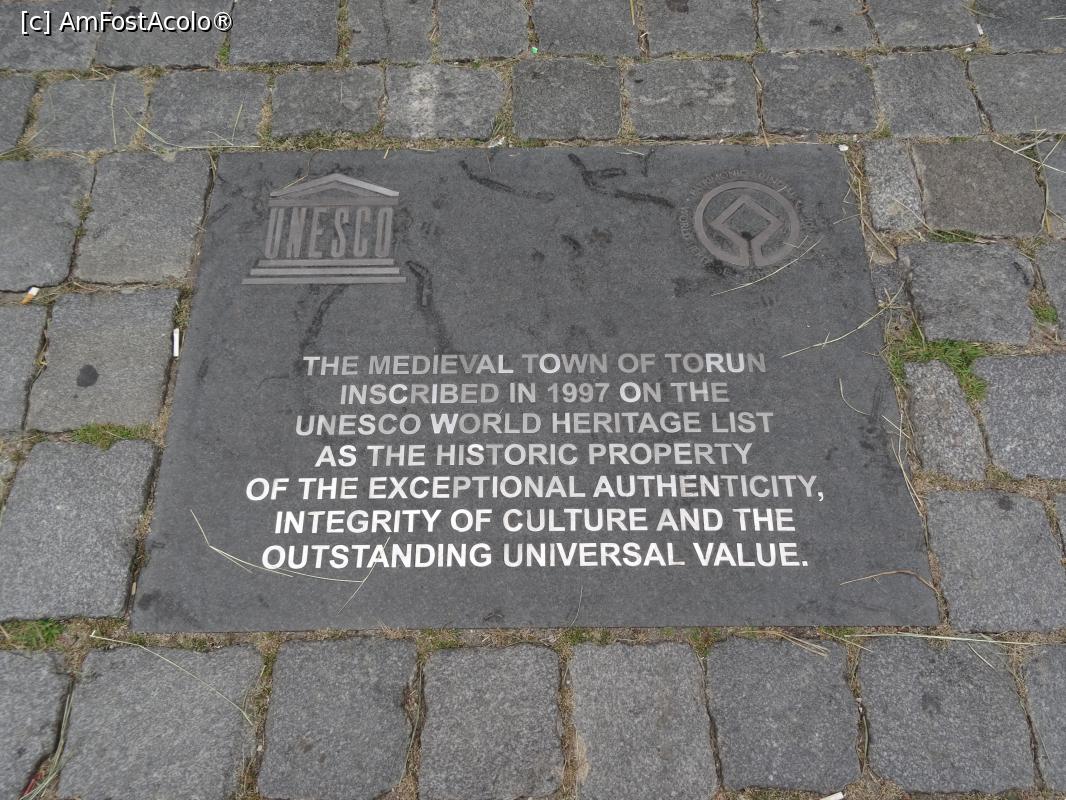 [c] AmFostAcolo®
UNESCO
THE MEDIEVAL TOWN OF TORUN
INSCRIBED IN 1997 ON THE
UNESCO WORLD HERITAGE LIST
AS THE HISTORIC PROPERTY
OF THE EXCEPTIONAL AUTHENTICITY,
INTEGRITY OF CULTURE AND THE
OUTSTANDING UNIVERSAL VALUE.